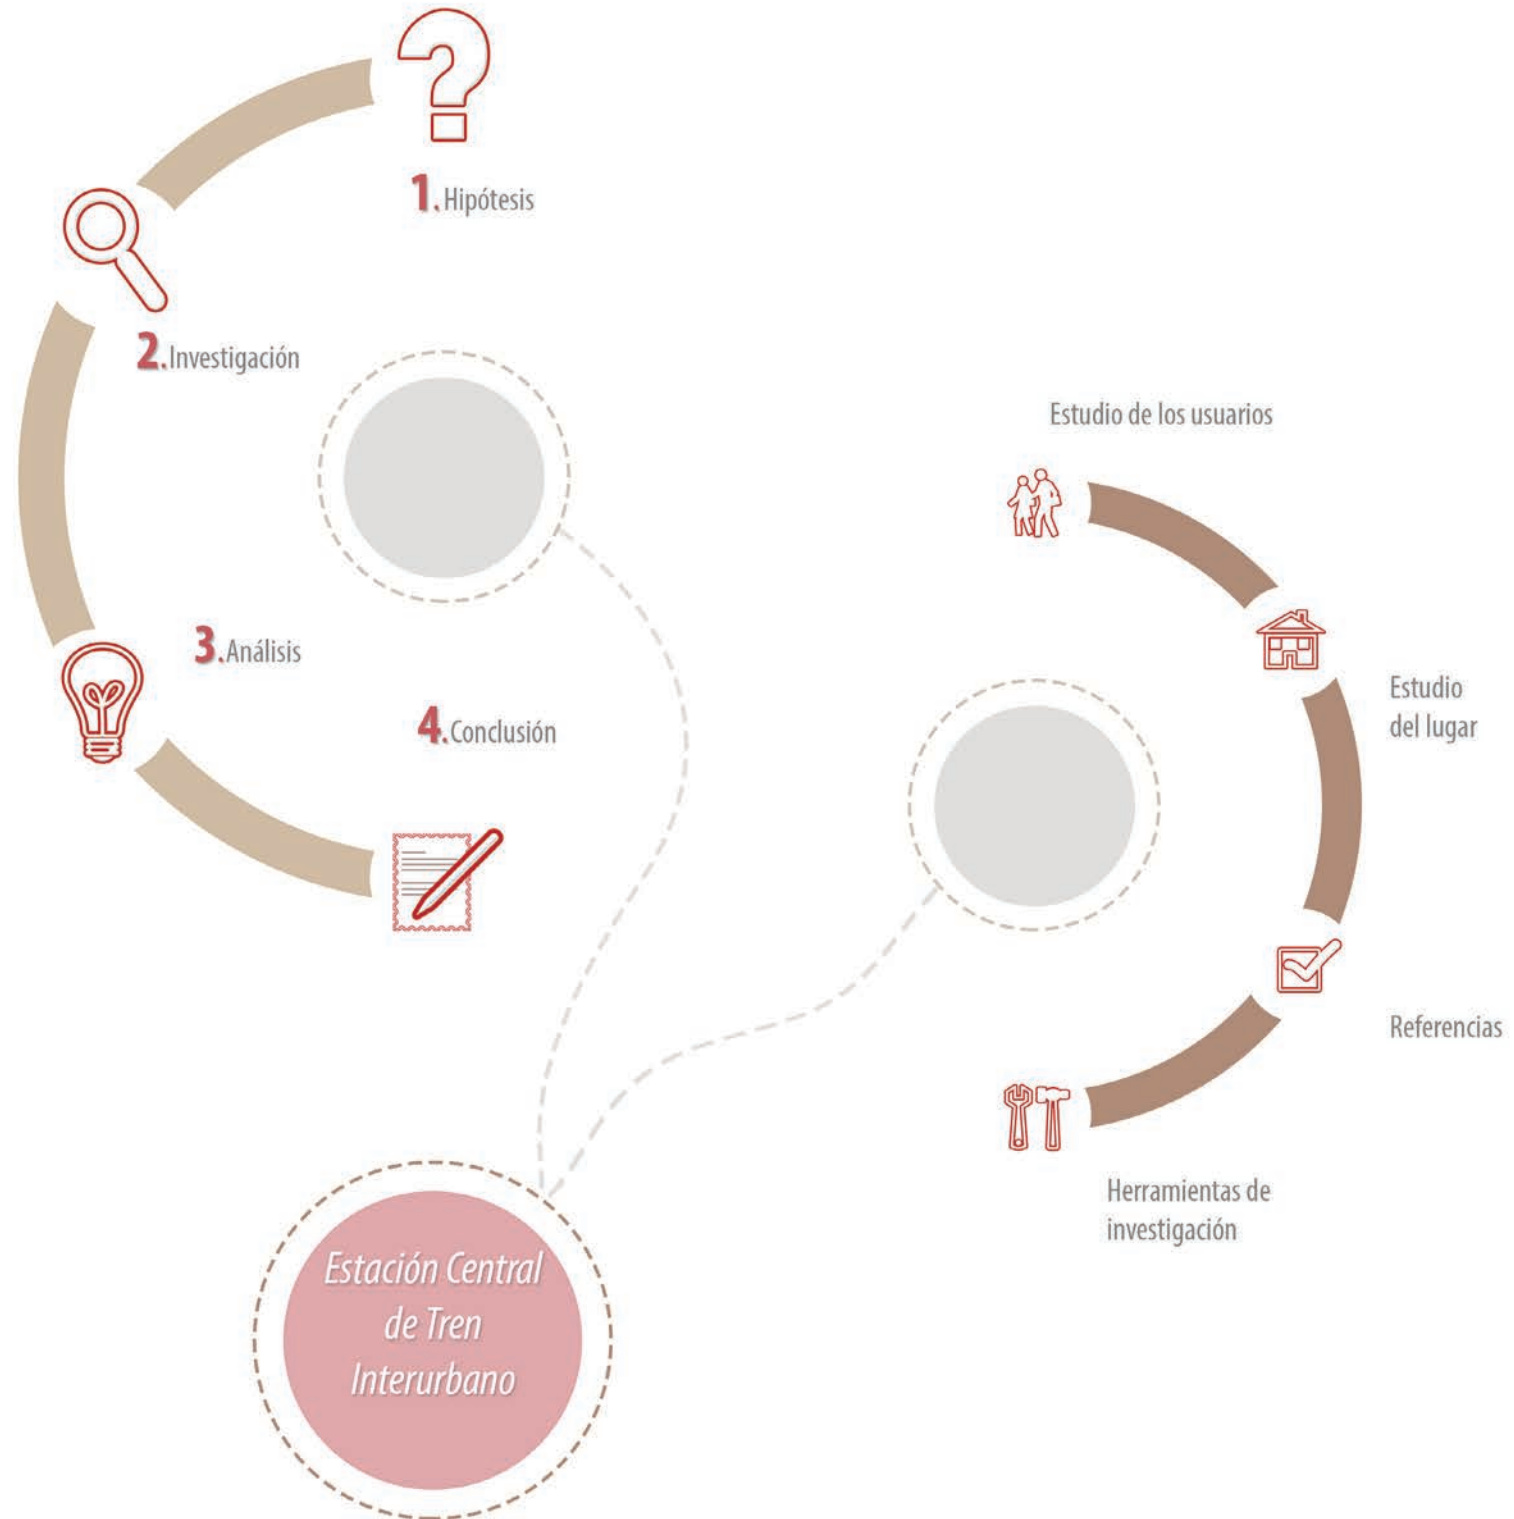 1. Hipótesis
2. Investigación
3. Análisis
4. Conclusión
Estudio de los usuarios
Estudio
del lugar
Referencias
Herramientas de
investigación
Estación Central
de Tren
Interurbano